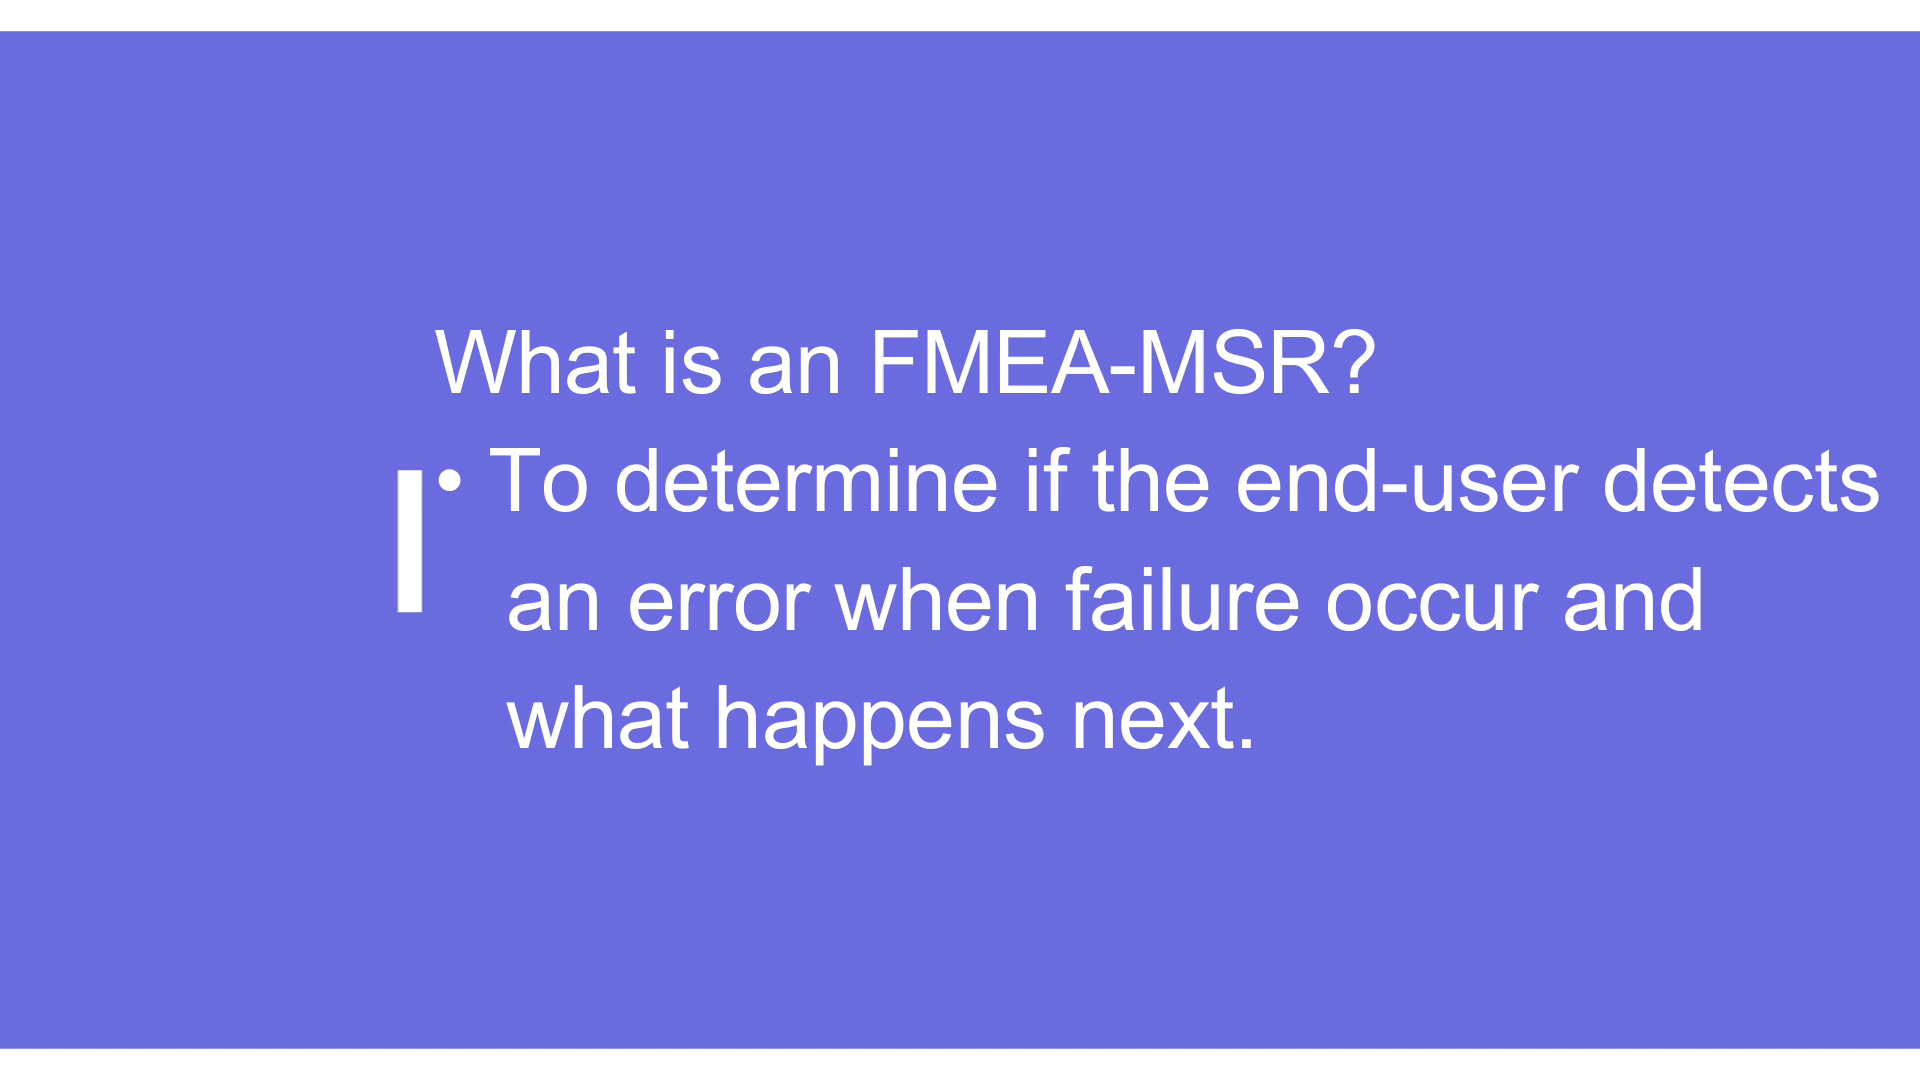 What is an FMEA-MSR?
• To determine if the end-user detects
an error when failure occur and
what happens next.